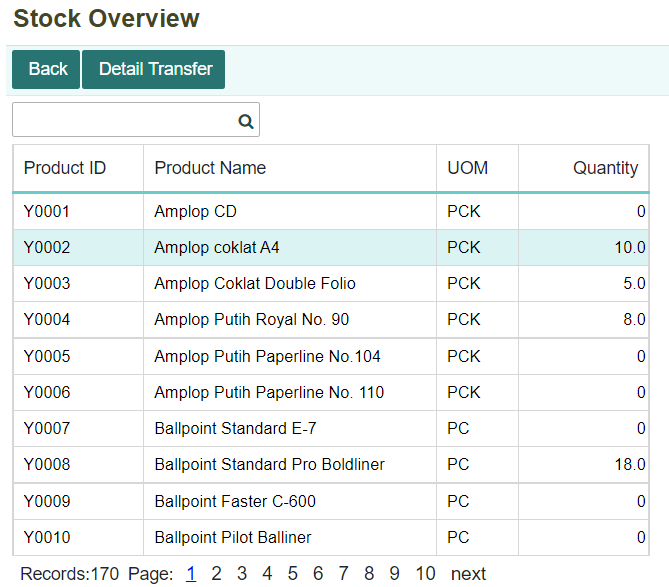 Stock Overview
Back Detail Transfer
Product ID Product Name UOM Quantity
Y0001 Amplop CD PCK 0
Y0002 Amplop coklat A4 PCK 10.0
Y0003 Amplop Coklat Double Folio PCK 5.0
Y0004 Amplop Putih Royal No. 90 PCK 8.0
Y0005 Amplop Putih Paperline No.104 PCK 0
Y0006 Amplop Putih Paperline No. 110 PCK 0
Y0007 Ballpoint Standard E-7 PC 0
Y0008 Ballpoint Standard Pro Boldliner PC 18.0
Y0009 Ballpoint Faster C-600 PC 0
Y0010 Ballpoint Pilot Balliner PC 0
Records:170 Page: 1 2 3 4 5 6 7 8 9 10 next